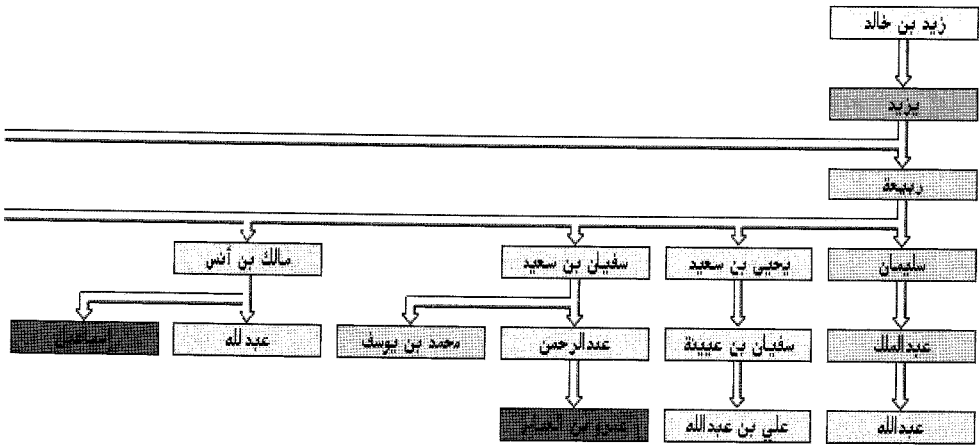 زيد بن خالد
يزيد
ربيعة
سليمان
يحيى بن سعيد
سفيان بن سعيد
مالك بن أنس
عبدالملك
سفيان بن عيينة
عبدالرحمن
محمد بن يوسف
عبدلله
عبدالله
علي بن عبدالله